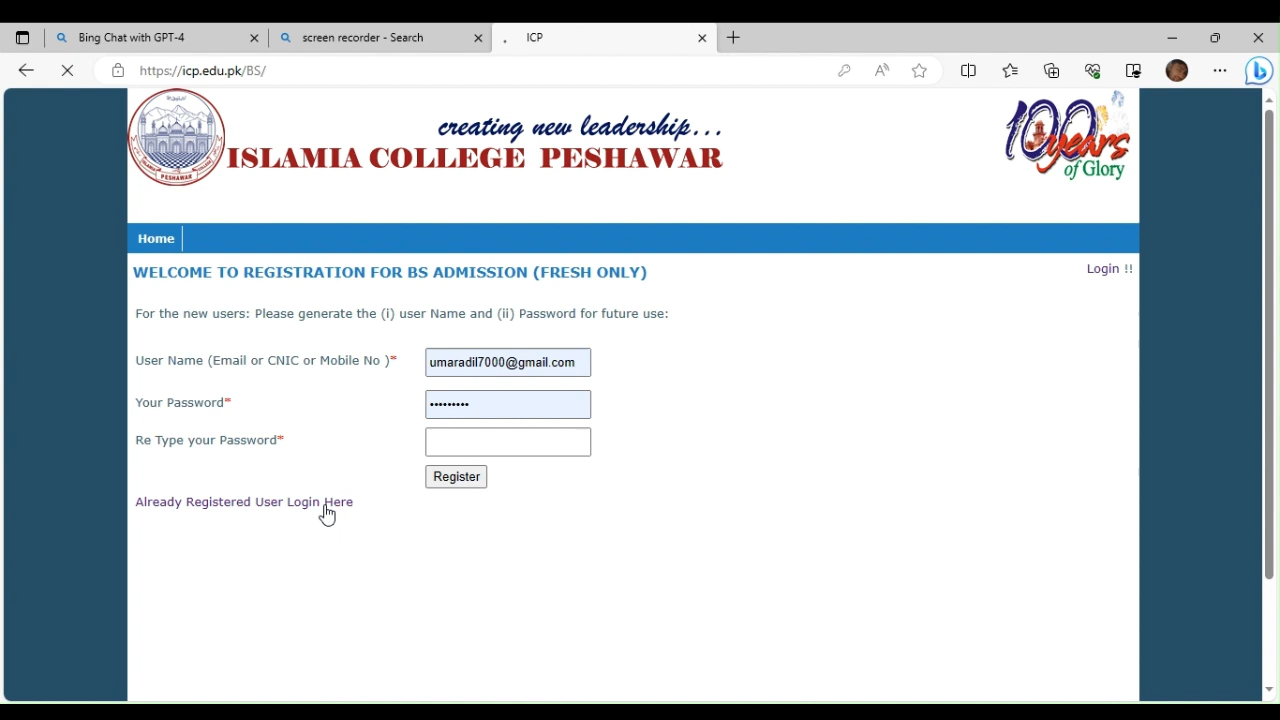 Bing Chat with GPT-4
screen recorder - Search
ICP
https://icp.edu.pk/BS/
creating new leadership...
ISLAMIA COLLEGE PESHAWAR
PESHAWAR
100 years
of Glory
Home
WELCOME TO REGISTRATION FOR BS ADMISSION (FRESH ONLY)
Login !!
For the new users: Please generate the (i) user Name and (ii) Password for future use:
User Name (Email or CNIC or Mobile No )*
umaradil7000@gmail.com
Your Password*
•••••••••
Re Type your Password*
Register
Already Registered User Login Here